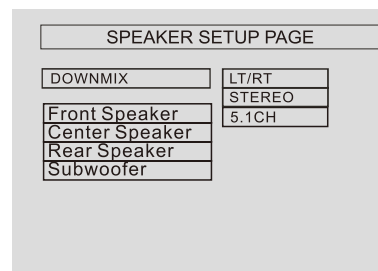 SPEAKER SETUP PAGE
DOWNMIX
LT/RT
STEREO
5.1CH
Front Speaker
Center Speaker
Rear Speaker
Subwoofer